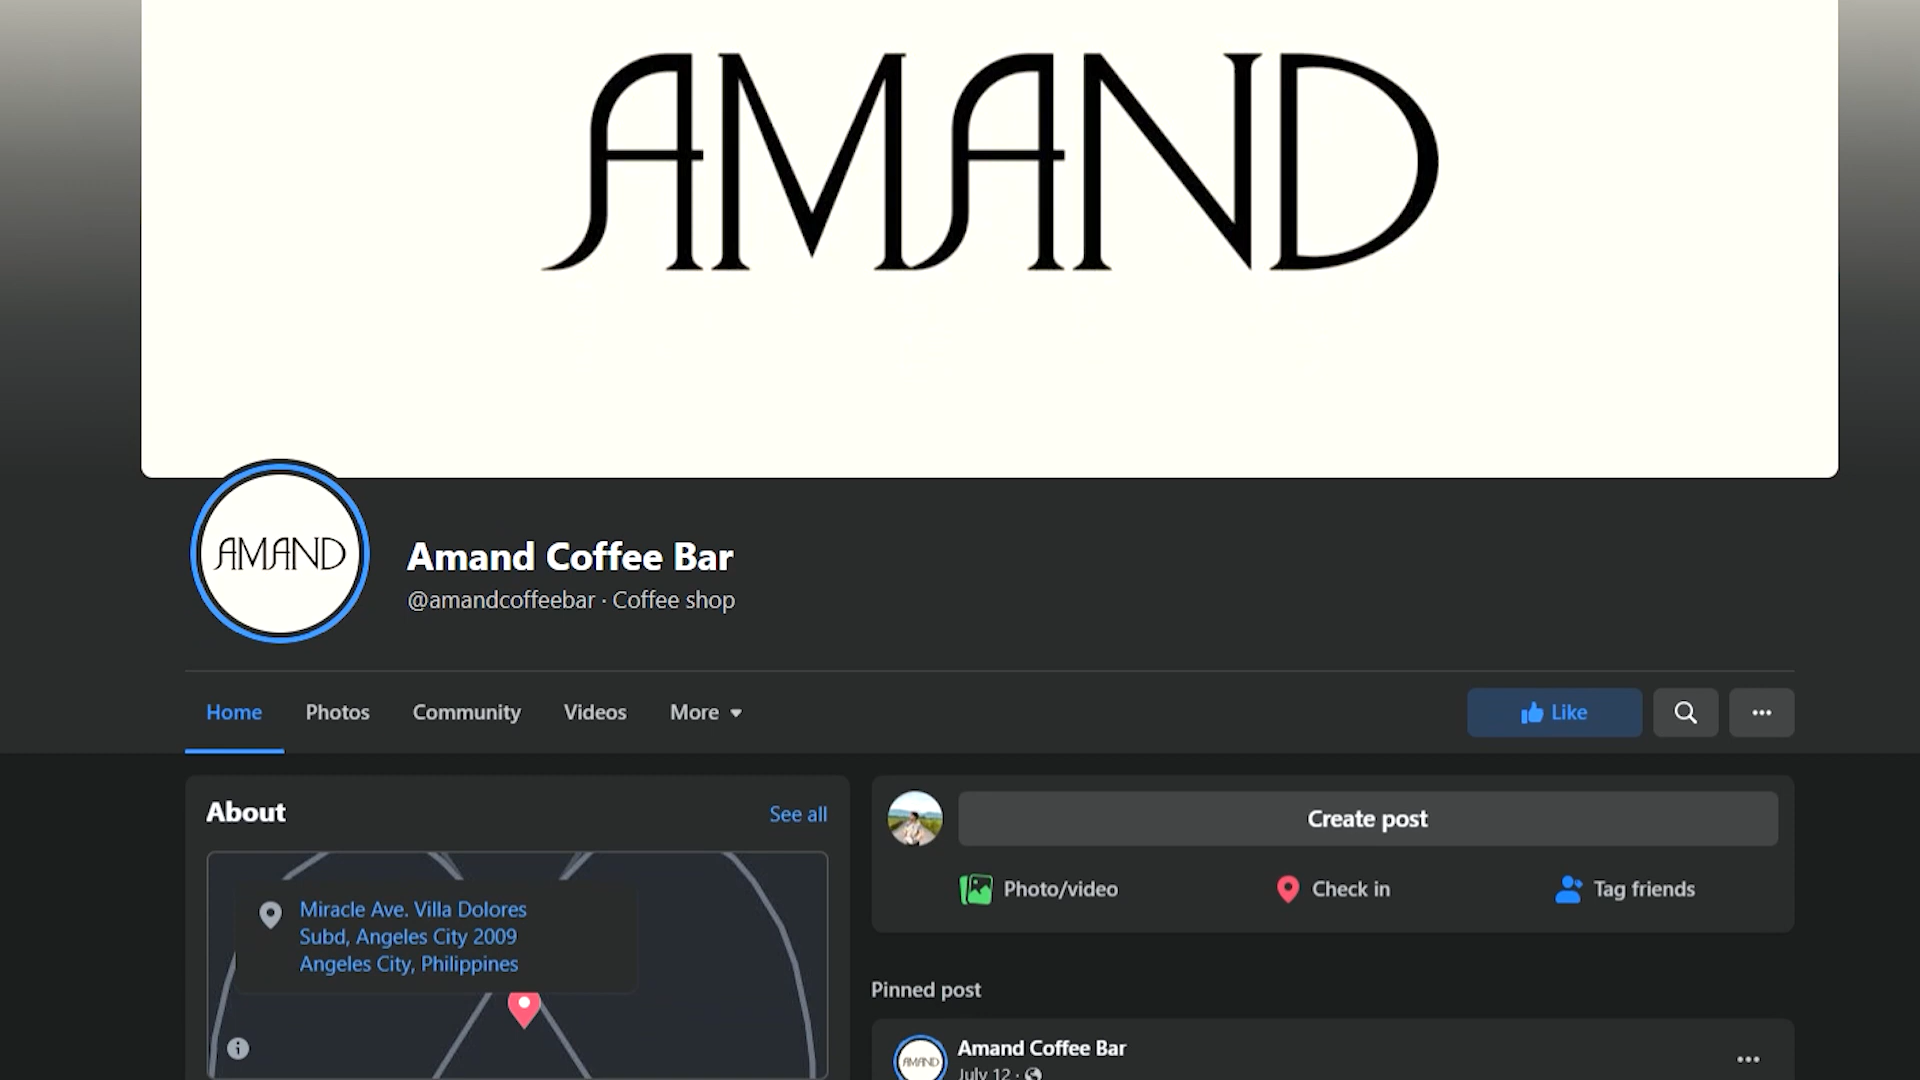 AMAND
AMAND
Amand Coffee Bar
@amandcoffeebar · Coffee shop
Home
Photos
Community
Videos
More
Like
About
See all
Miracle Ave. Villa Dolores
Subd, Angeles City 2009
Angeles City, Philippines
Create post
Photo/video
Check in
Tag friends
Pinned post
AMAND
Amand Coffee Bar
July 12 ·